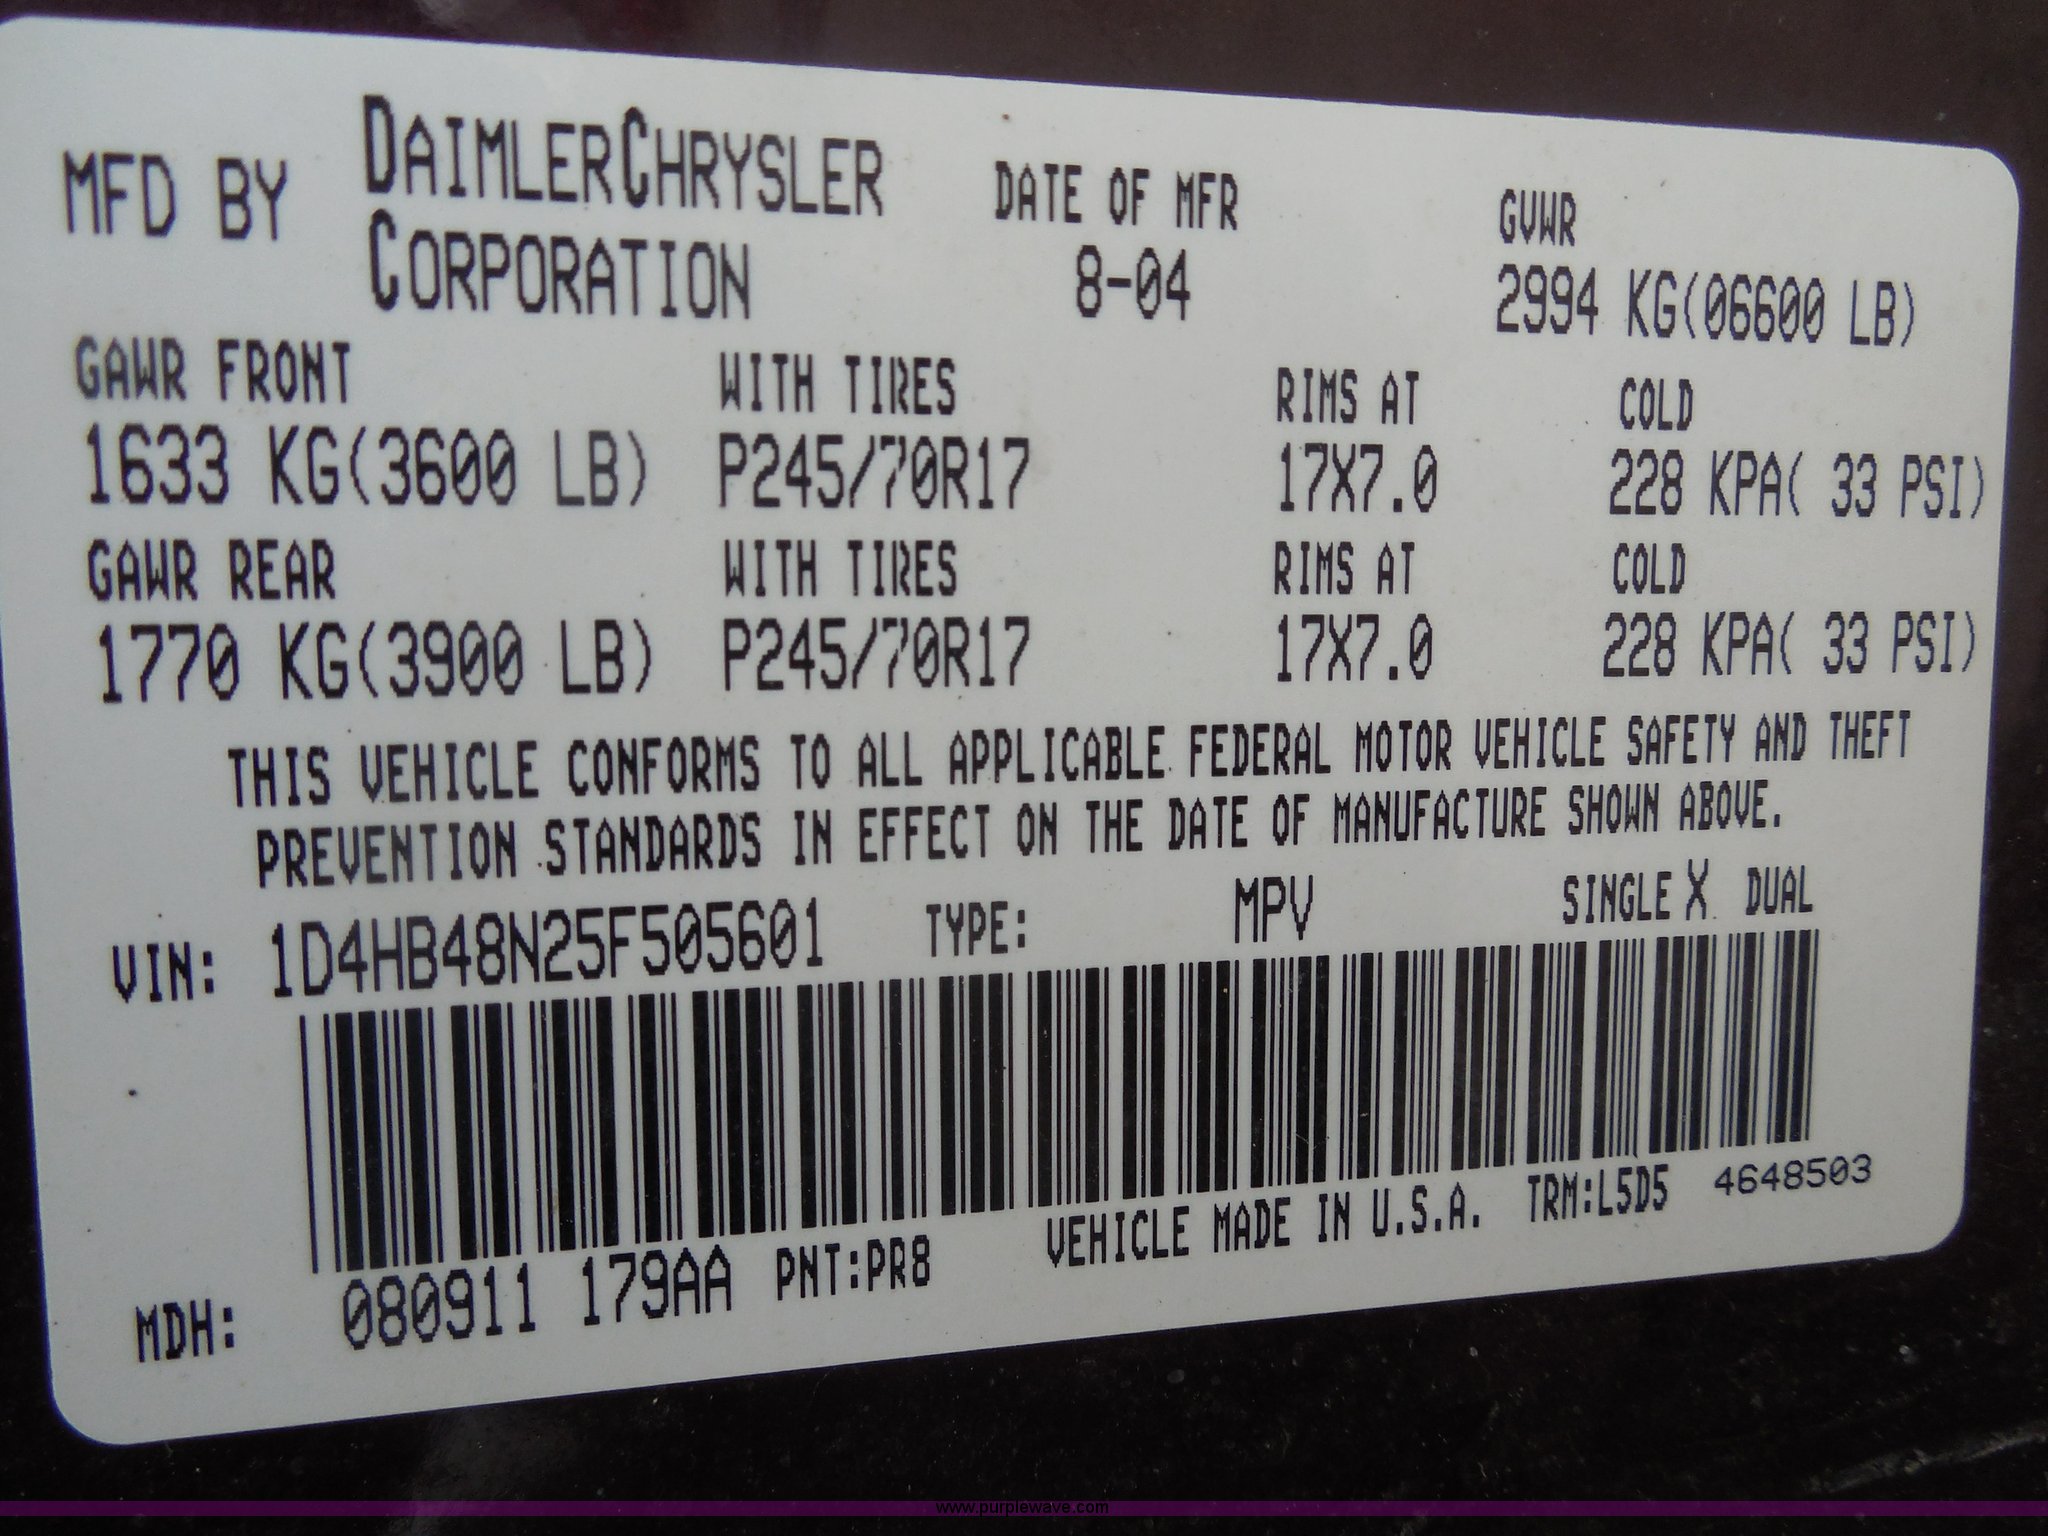 MFD BY DAIMLERCHRYSLER CORPORATION
DATE OF MFR 8-04
GVWR 2994 KG(06600 LB)
GAWR FRONT WITH TIRES RIMS AT COLD
1633 KG(3600 LB) P245/70R17 17X7.0 228 KPA( 33 PSI)
GAWR REAR WITH TIRES RIMS AT COLD
1770 KG(3900 LB) P245/70R17 17X7.0 228 KPA( 33 PSI)
THIS VEHICLE CONFORMS TO ALL APPLICABLE FEDERAL MOTOR VEHICLE SAFETY AND THEFT
PREVENTION STANDARDS IN EFFECT ON THE DATE OF MANUFACTURE SHOWN ABOVE.
VIN: 1D4HB48N25F505601 TYPE: MPV SINGLE X DUAL
MDH: 080911 179AA PNT:PR8 VEHICLE MADE IN U.S.A. TRM:L5D5 4648503
www.purplewave.com